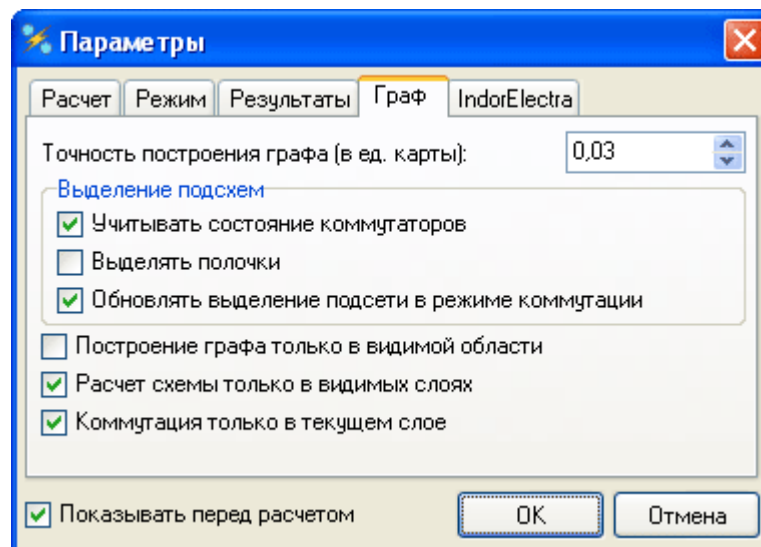 Параметры
Расчет Режим Результаты Граф IndorElectra
Точность построения графа (в ед. карты): 0,03
Выделение подсхем
Учитывать состояние коммутаторов
Выделять полочки
Обновлять выделение подсети в режиме коммутации
Построение графа только в видимой области
Расчет схемы только в видимых слоях
Коммутация только в текущем слое
Показывать перед расчетом OK Отмена